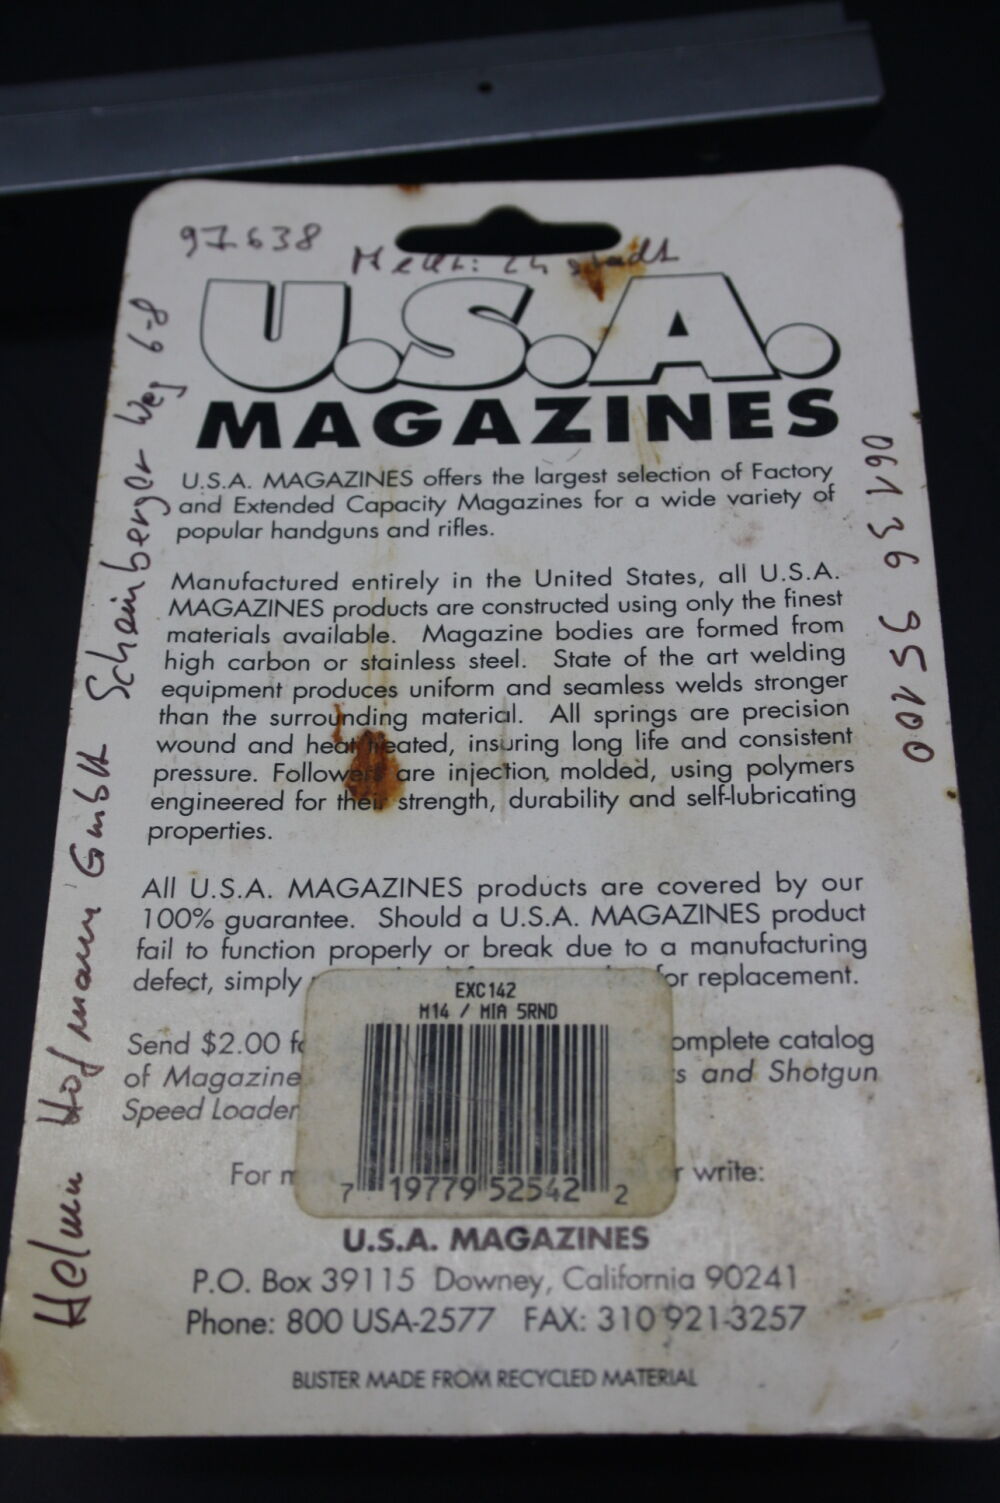 97638
U.S.A.
MAGAZINES
U.S.A. MAGAZINES offers the largest selection of Factory
and Extended Capacity Magazines for a wide variety of
popular handguns and rifles.
Manufactured entirely in the United States, all U.S.A.
MAGAZINES products are constructed using only the finest
materials available. Magazine bodies are formed from
high carbon or stainless steel. State of the art welding
equipment produces uniform and seamless welds stronger
than the surrounding material. All springs are precision
wound and heat treated, insuring long life and consistent
pressure. Followers are injection molded, using polymers
engineered for their strength, durability and self-lubricating
properties.
All U.S.A. MAGAZINES products are covered by our
100% guarantee. Should a U.S.A. MAGAZINES product
fail to function properly or break due to a manufacturing
defect, simply for replacement.
EXC142
M14 / M1A 5RND
Send $2.00 complete catalog
of Magazine and Shotgun
Speed Loader
For or write:
7 19779 52542 2
U.S.A. MAGAZINES
P.O. Box 39115 Downey, California 90241
Phone: 800 USA-2577 FAX: 310 921-3257
BLISTER MADE FROM RECYCLED MATERIAL
Helmut Hofmann GmbH Scheinberger Weg 6-8
06136 95100